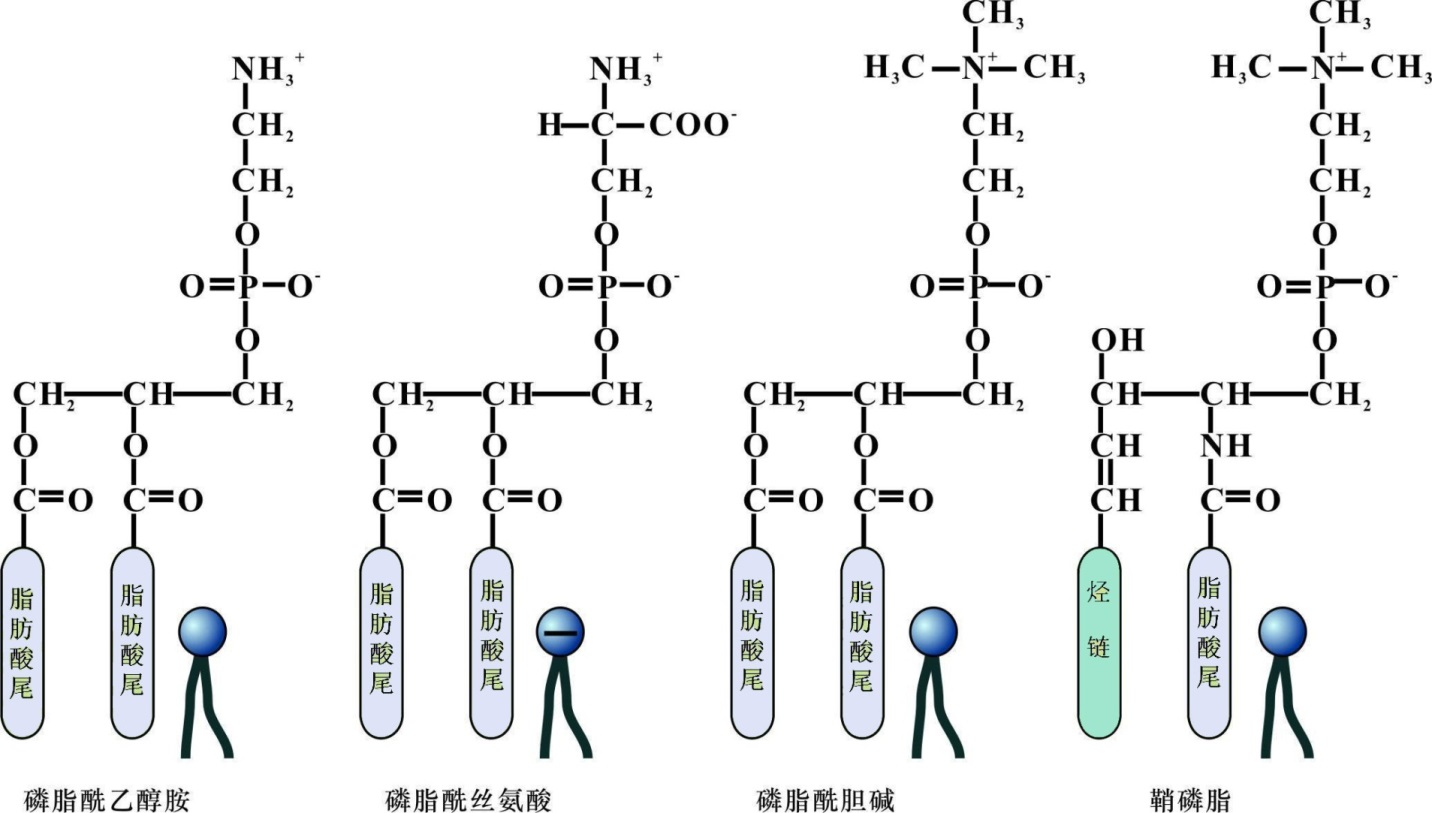 CH₃ CH₃
NH₃⁺ NH₃⁺ H₃C—N⁺—CH₃ H₃C—N⁺—CH₃
CH₂ H—C—COO⁻ CH₂ CH₂
CH₂ CH₂ CH₂ CH₂
O O O O
O=P—O⁻ O=P—O⁻ O=P—O⁻ O=P—O⁻
O O O OH O
CH₂—CH—CH₂ CH₂—CH—CH₂ CH₂—CH—CH₂ CH—CH—CH₂
O O O O O O CH NH
C=O C=O C=O C=O C=O C=O CH C=O
脂肪酸尾 脂肪酸尾 脂肪酸尾 脂肪酸尾 脂肪酸尾 脂肪酸尾 烃链 脂肪酸尾
磷脂酰乙醇胺 磷脂酰丝氨酸 磷脂酰胆碱 鞘磷脂